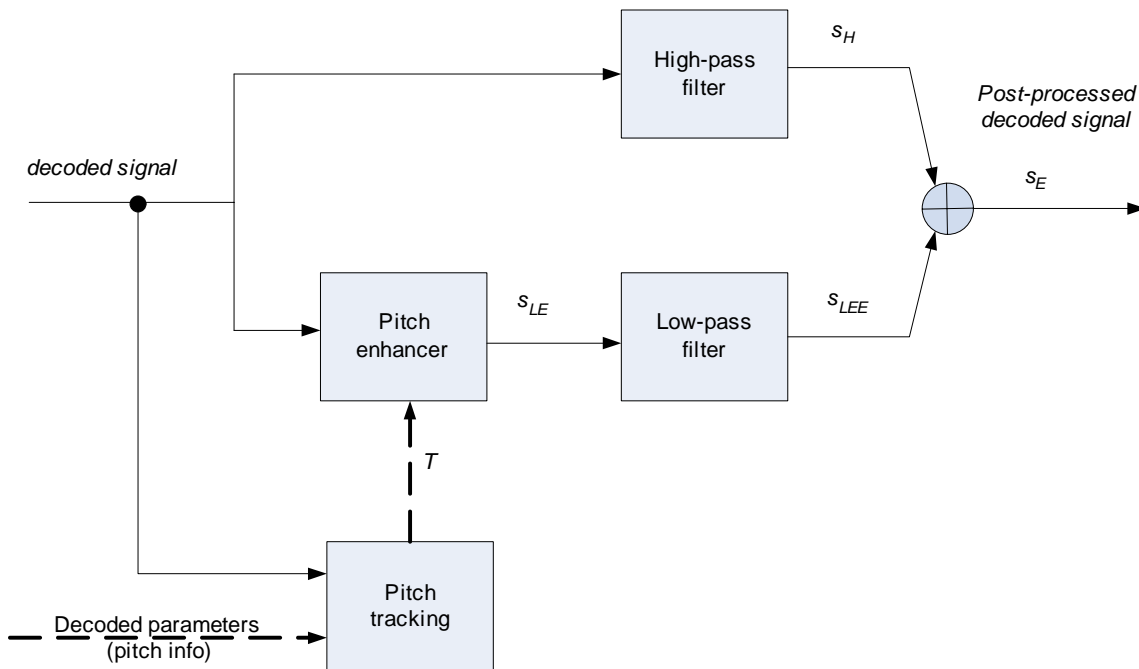 s_H
High-pass
filter
Post-processed
decoded signal
decoded signal
s_E
s_LE
s_LEE
Pitch
enhancer
Low-pass
filter
T
Pitch
tracking
Decoded parameters
(pitch info)